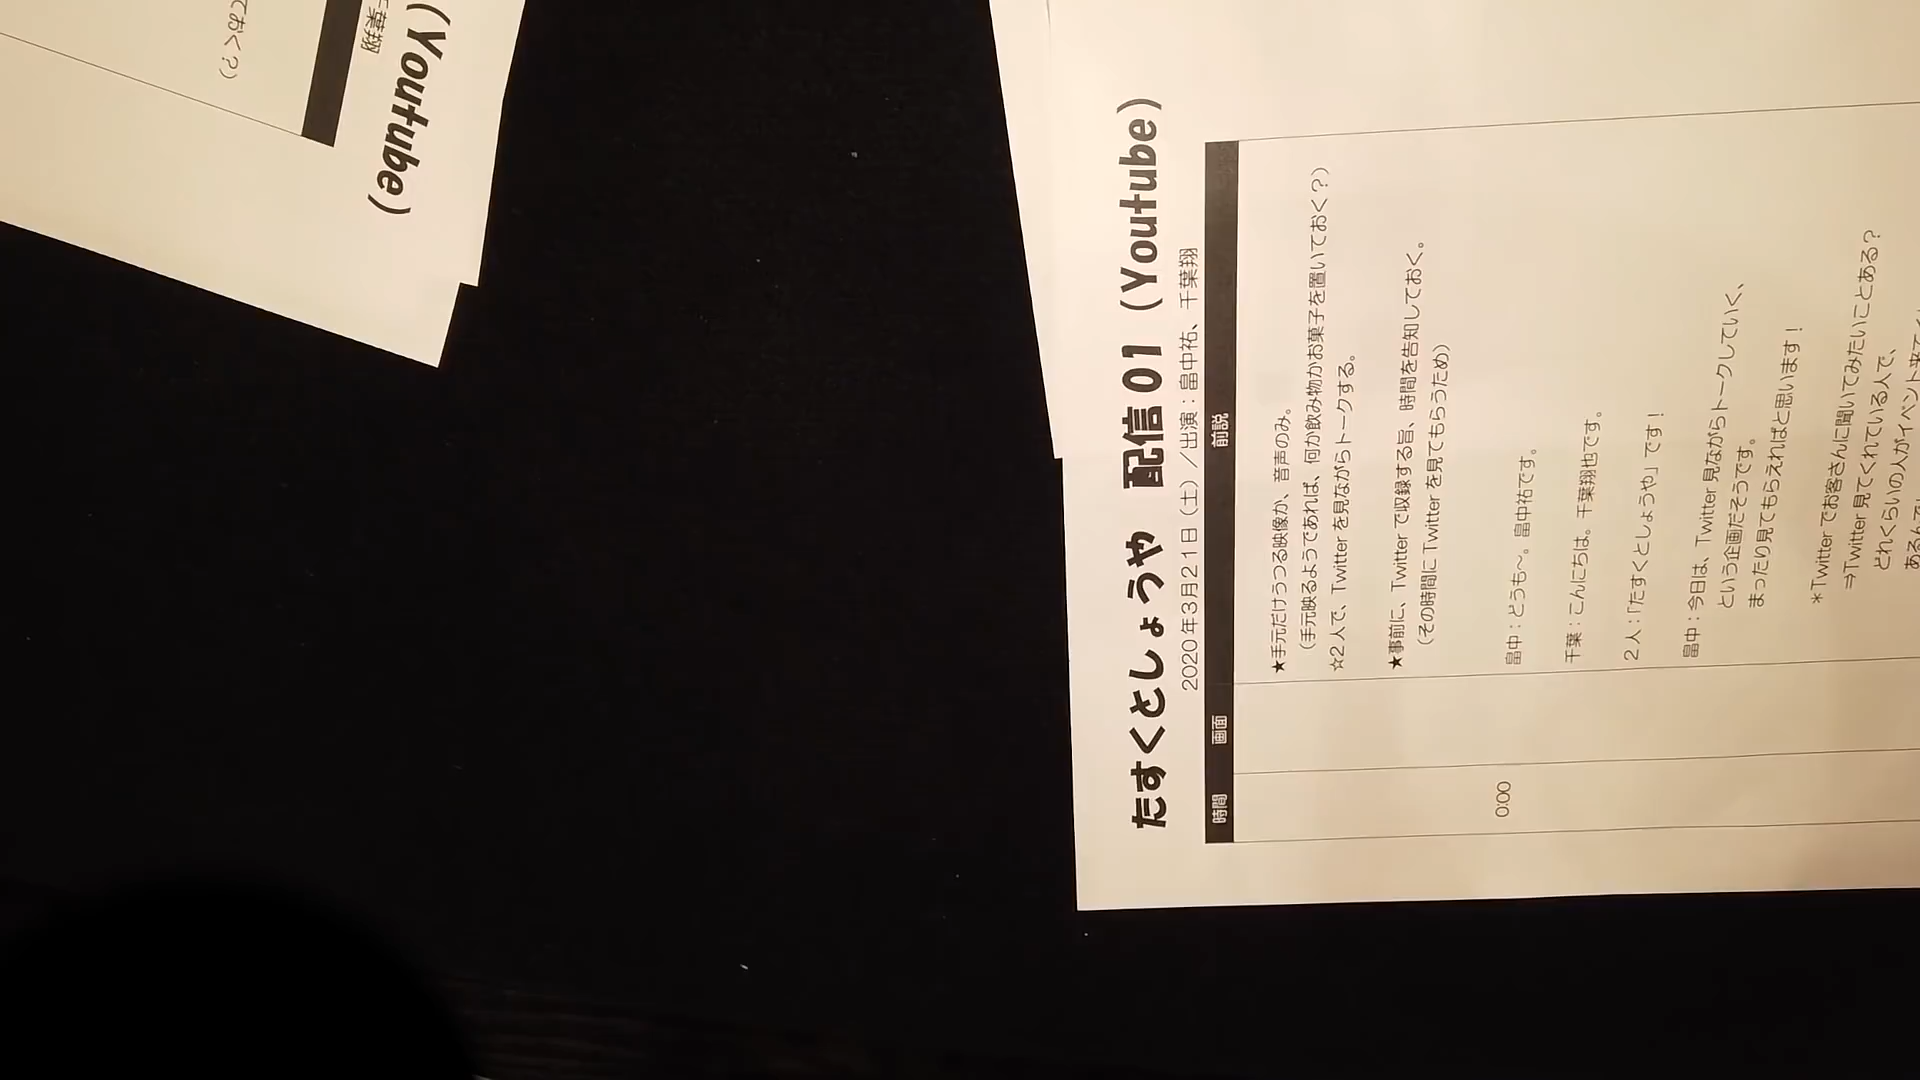 ておく?)
千葉翔
(Youtube)
たすくとしょうや 配信01 (Youtube)
2020年3月21日(土)/出演:畠中祐、千葉翔
時間 画面 前説
★手元だけうつる映像か、音声のみ。
(手元映るようであれば、何か飲み物かお菓子を置いておく?)
☆2人で、Twitterを見ながらトークする。
★事前に、Twitterで収録する旨、時間を告知しておく。
(その時間にTwitterを見てもらうため)
0:00
畠中:どうも~。畠中祐です。
千葉:こんにちは。千葉翔也です。
2人:「たすくとしょうや」です!
畠中:今日は、Twitter見ながらトークしていく、
という企画だそうです。
まったり見てもらえればと思います!
*Twitterでお客さんに聞いてみたいことある?
⇒Twitter見てくれている人で、
どれくらいの人がイベント来て